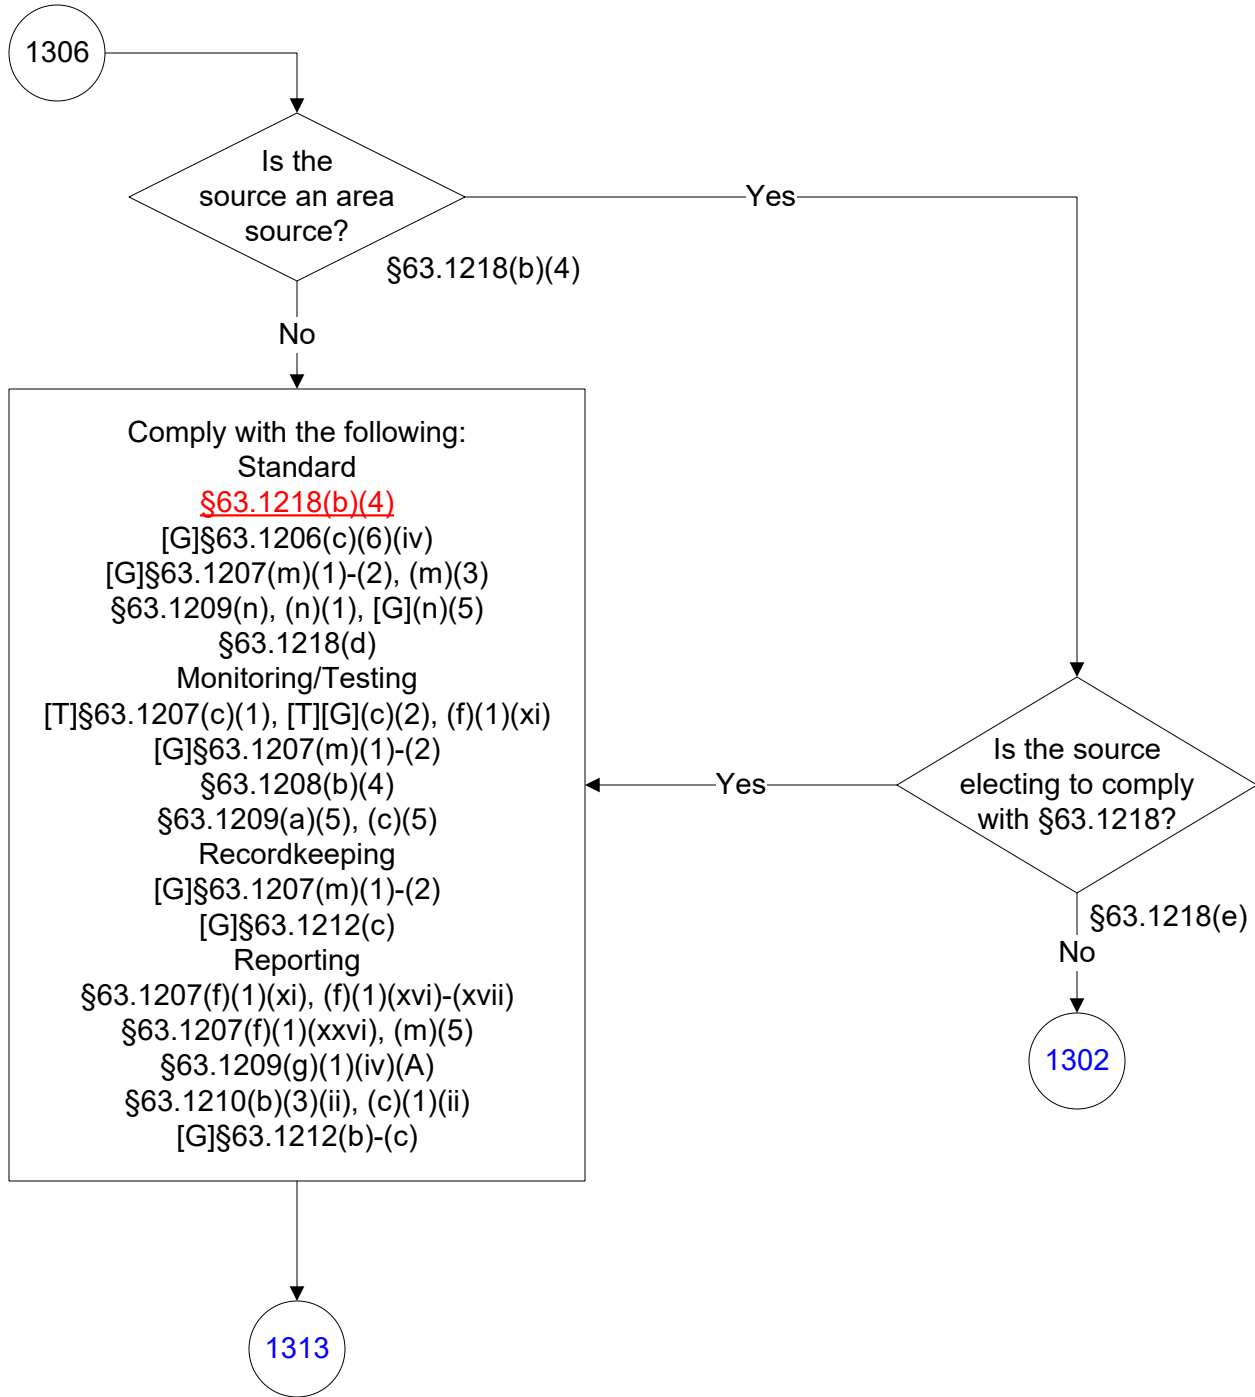 1306
Is the
source an area
source?
Yes
§63.1218(b)(4)
No
Comply with the following:
Standard
§63.1218(b)(4)
[G]§63.1206(c)(6)(iv)
[G]§63.1207(m)(1)-(2), (m)(3)
§63.1209(n), (n)(1), [G](n)(5)
§63.1218(d)
Monitoring/Testing
[T]§63.1207(c)(1), [T][G](c)(2), (f)(1)(xi)
[G]§63.1207(m)(1)-(2)
§63.1208(b)(4)
§63.1209(a)(5), (c)(5)
Recordkeeping
[G]§63.1207(m)(1)-(2)
[G]§63.1212(c)
Reporting
§63.1207(f)(1)(xi), (f)(1)(xvi)-(xvii)
§63.1207(f)(1)(xxvi), (m)(5)
§63.1209(g)(1)(iv)(A)
§63.1210(b)(3)(ii), (c)(1)(ii)
[G]§63.1212(b)-(c)
Yes
Is the source
electing to comply
with §63.1218?
§63.1218(e)
No
1302
1313